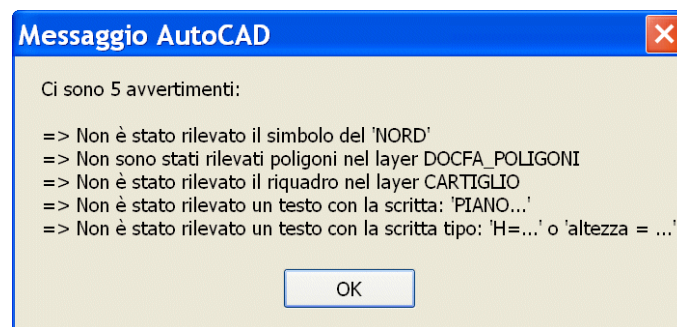 Messaggio AutoCAD
Ci sono 5 avvertimenti:
=> Non è stato rilevato il simbolo del 'NORD'
=> Non sono stati rilevati poligoni nel layer DOCFA_POLIGONI
=> Non è stato rilevato il riquadro nel layer CARTIGLIO
=> Non è stato rilevato un testo con la scritta: 'PIANO...'
=> Non è stato rilevato un testo con la scritta tipo: 'H=...' o 'altezza = ...'
OK